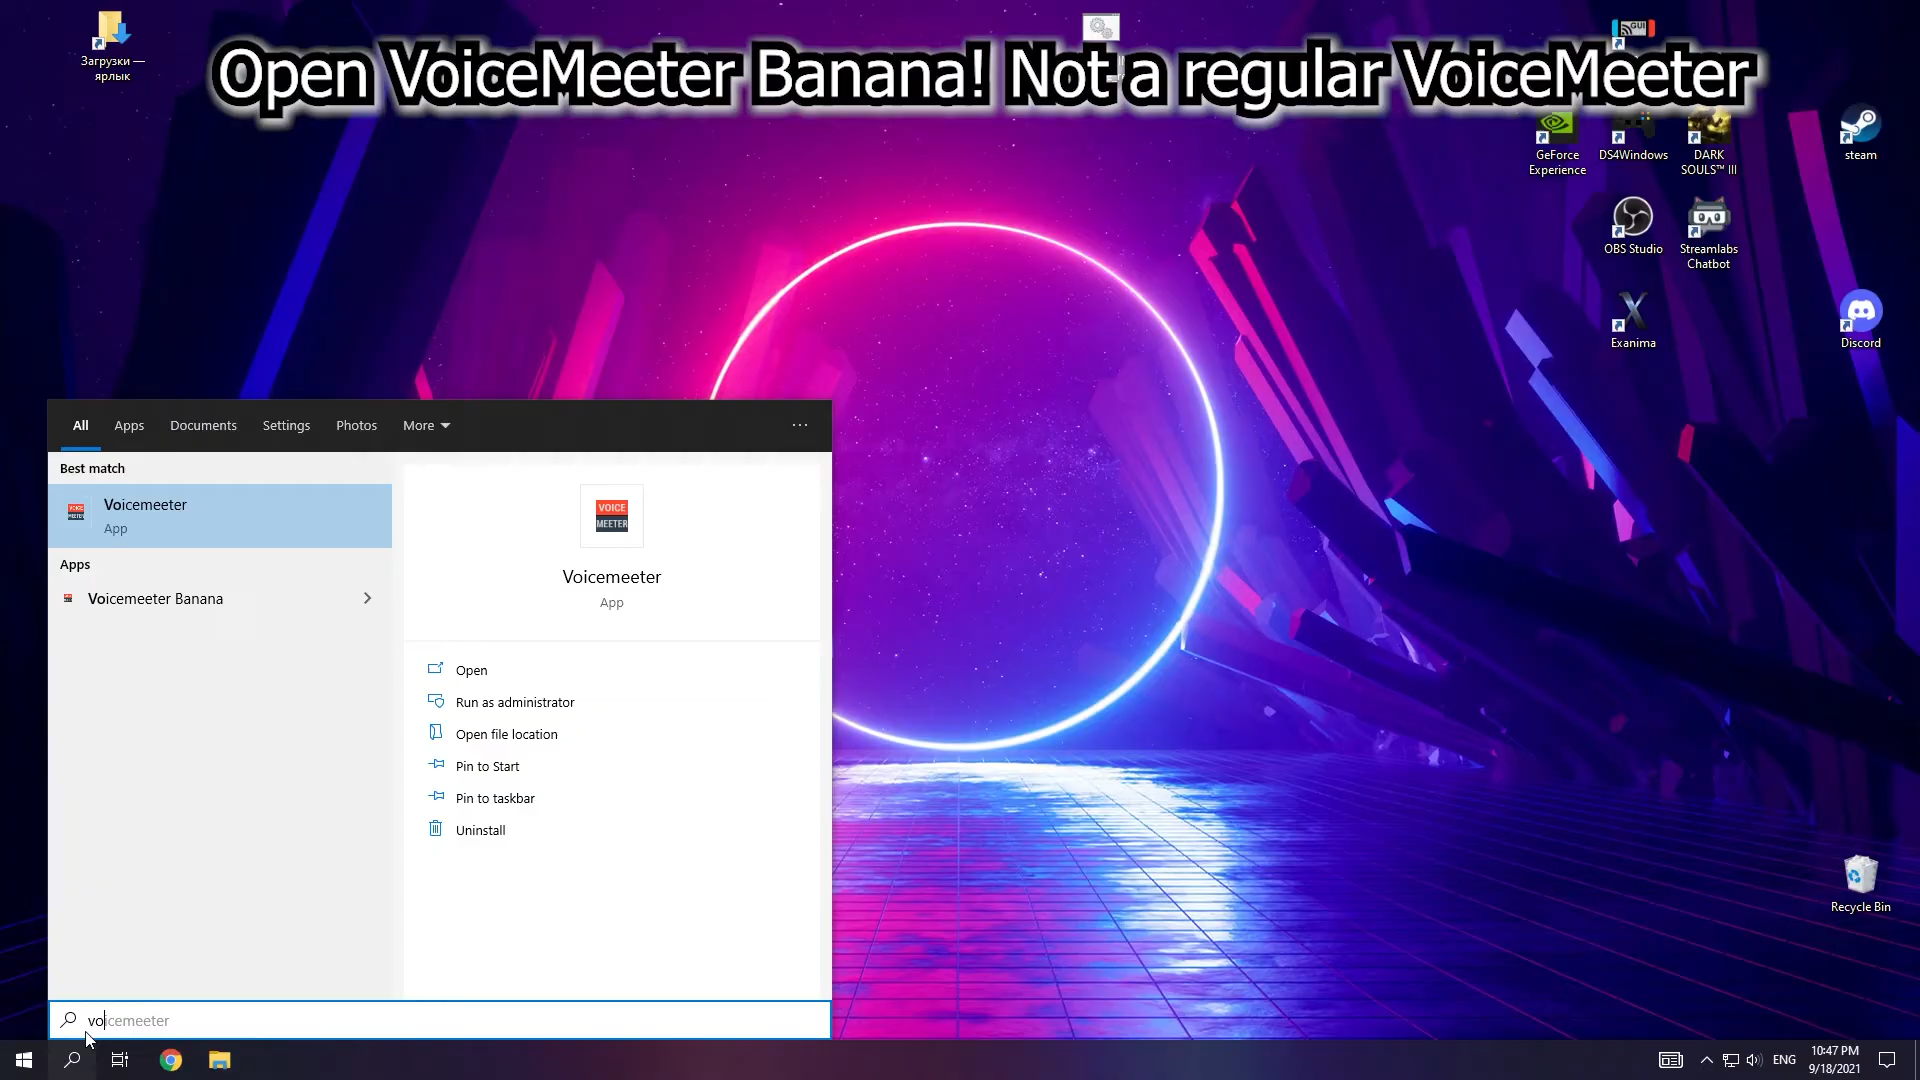 Загрузки —
ярлык
Open VoiceMeeter Banana! Not a regular VoiceMeeter
GUI
GeForce
Experience
DS4Windows
DARK
SOULS™ III
steam
OBS Studio
Streamlabs
Chatbot
Exanima
Discord
All
Apps
Documents
Settings
Photos
More
Best match
VOICE
MEETER
Voicemeeter
App
Apps
Voicemeeter Banana
VOICE
MEETER
Voicemeeter
App
Open
Run as administrator
Open file location
Pin to Start
Pin to taskbar
Uninstall
Recycle Bin
voicemeeter
ENG
10:47 PM
9/18/2021